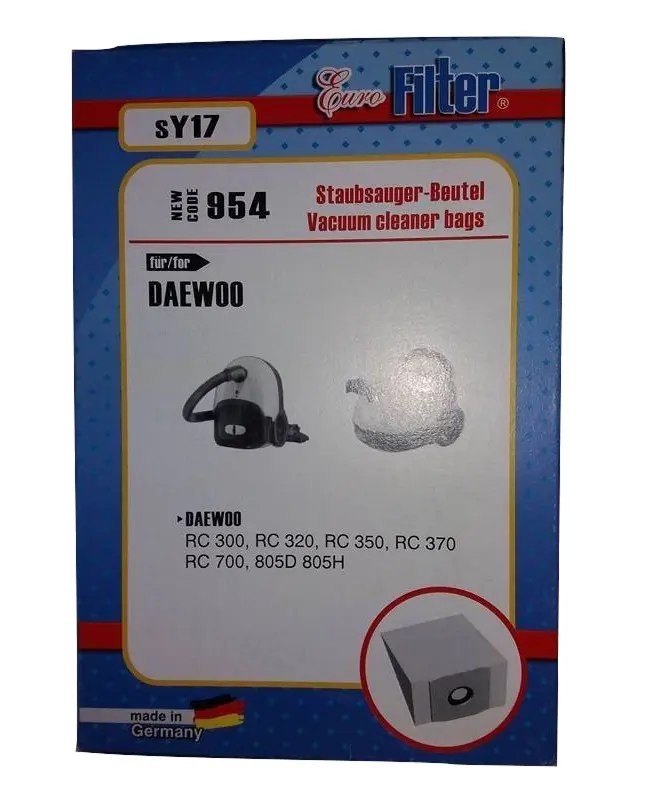 Euro Filter®
sY17
NEW CODE 954
Staubsauger-Beutel
Vacuum cleaner bags
für/for
DAEWOO
DAEWOO
RC 300, RC 320, RC 350, RC 370
RC 700, 805D 805H
made in
Germany